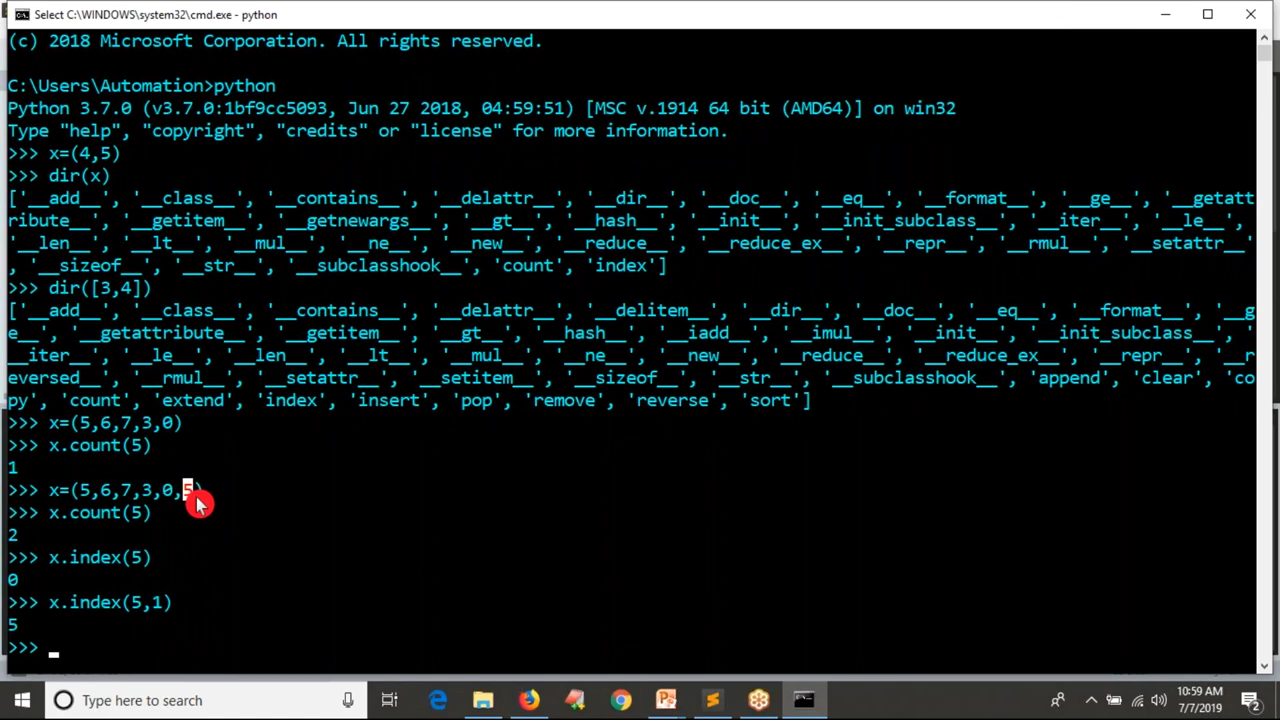 Select C:\WINDOWS\system32\cmd.exe - python
(c) 2018 Microsoft Corporation. All rights reserved.
C:\Users\Automation>python
Python 3.7.0 (v3.7.0:1bf9cc5093, Jun 27 2018, 04:59:51) [MSC v.1914 64 bit (AMD64)] on win32
Type "help", "copyright", "credits" or "license" for more information.
>>> x=(4,5)
>>> dir(x)
['__add__', '__class__', '__contains__', '__delattr__', '__dir__', '__doc__', '__eq__', '__format__', '__ge__', '__getatt
ribute__', '__getitem__', '__getnewargs__', '__gt__', '__hash__', '__init__', '__init_subclass__', '__iter__', '__le__',
'__len__', '__lt__', '__mul__', '__ne__', '__new__', '__reduce__', '__reduce_ex__', '__repr__', '__rmul__', '__setattr__'
, '__sizeof__', '__str__', '__subclasshook__', 'count', 'index']
>>> dir([3,4])
['__add__', '__class__', '__contains__', '__delattr__', '__delitem__', '__dir__', '__doc__', '__eq__', '__format__', '__g
e__', '__getattribute__', '__getitem__', '__gt__', '__hash__', '__iadd__', '__imul__', '__init__', '__init_subclass__',
'__iter__', '__le__', '__len__', '__lt__', '__mul__', '__ne__', '__new__', '__reduce__', '__reduce_ex__', '__repr__', '__r
eversed__', '__rmul__', '__setattr__', '__setitem__', '__sizeof__', '__str__', '__subclasshook__', 'append', 'clear', 'co
py', 'count', 'extend', 'index', 'insert', 'pop', 'remove', 'reverse', 'sort']
>>> x=(5,6,7,3,0)
>>> x.count(5)
1
>>> x=(5,6,7,3,0,5)
>>> x.count(5)
2
>>> x.index(5)
0
>>> x.index(5,1)
5
>>>
Type here to search
10:59 AM
7/7/2019
2